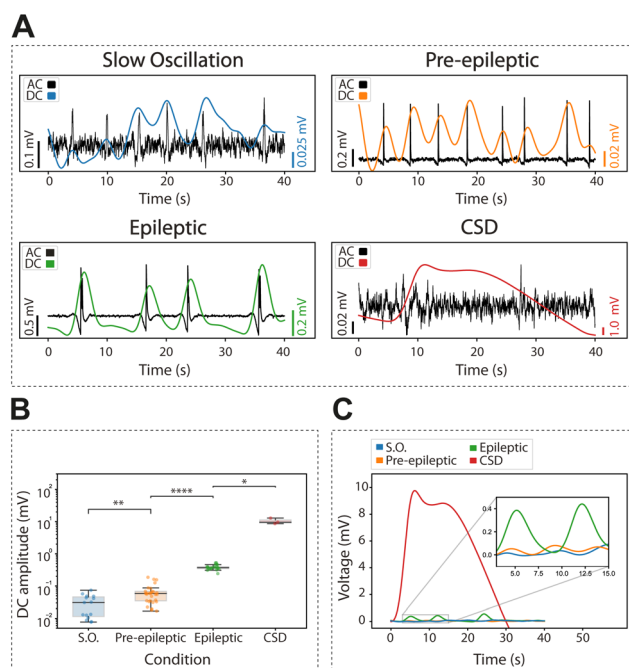 A
Slow Oscillation
AC
DC
0.1 mV
0.025 mV
0 10 20 30 40
Time (s)
Pre-epileptic
AC
DC
0.2 mV
0.02 mV
0 10 20 30 40
Time (s)
Epileptic
AC
DC
0.5 mV
0.2 mV
0 10 20 30 40
Time (s)
CSD
AC
DC
0.02 mV
1.0 mV
0 10 20 30 40
Time (s)
B
DC amplitude (mV)
10²
10¹
10⁰
10⁻¹
10⁻²
**
****
*
S.O. Pre-epileptic Epileptic CSD
Condition
C
S.O. Epileptic
Pre-epileptic CSD
Voltage (mV)
10
8
6
4
2
0
0.4
0.2
0.0
5.0 7.5 10.0 12.5 15.0
0 10 20 30 40 50
Time (s)